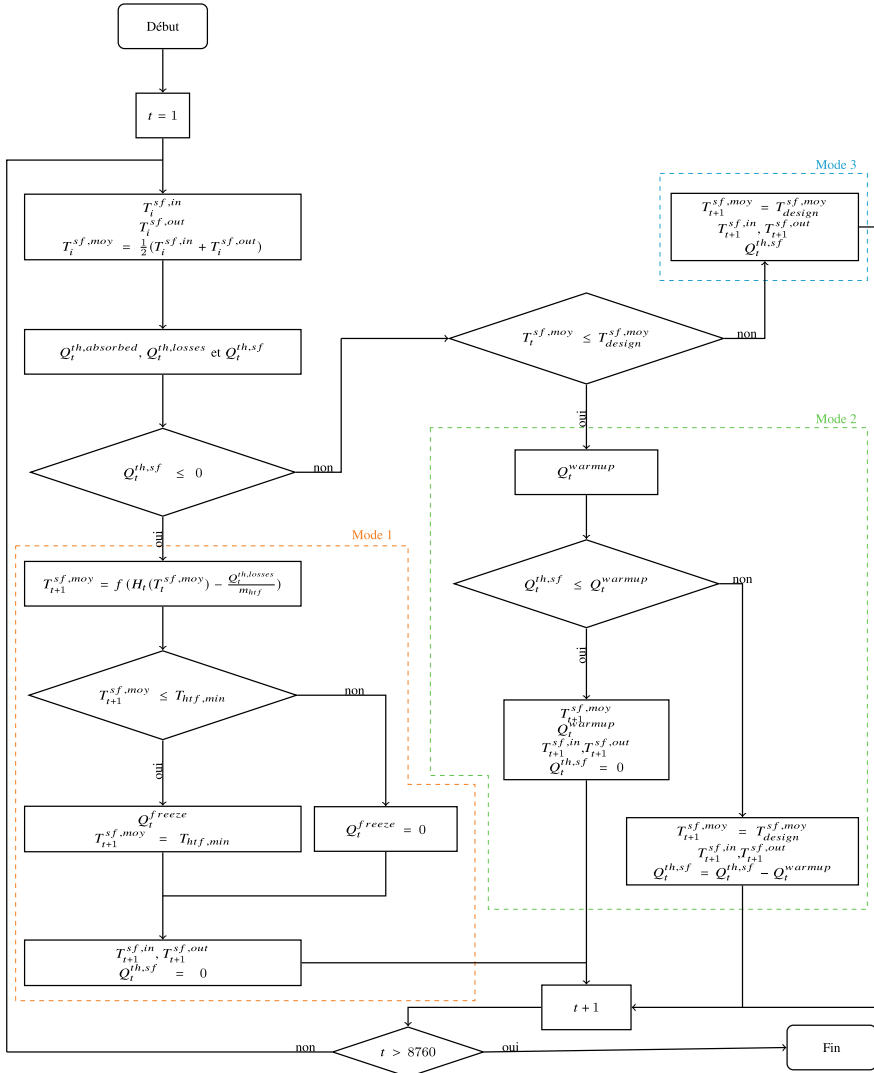 Début
t = 1
T_i^{sf,in}
T_i^{sf,out}
T_i^{sf,moy} = \frac{1}{2}(T_i^{sf,in} + T_i^{sf,out})
Q_t^{th,absorbed}, Q_t^{th,losses} et Q_t^{th,sf}
Q_t^{th,sf} ≤ 0
non
oui
Mode 1
T_{t+1}^{sf,moy} = f(H_t(T_t^{sf,moy}) − \frac{Q_t^{th,losses}}{m_{htf}})
T_{t+1}^{sf,moy} ≤ T_{htf,min}
non
oui
Q_t^{freeze}
T_{t+1}^{sf,moy} = T_{htf,min}
Q_t^{freeze} = 0
T_{t+1}^{sf,in}, T_{t+1}^{sf,out}
Q_t^{th,sf} = 0
T_t^{sf,moy} ≤ T_{design}^{sf,moy}
non
oui
Mode 3
T_{t+1}^{sf,moy} = T_{design}^{sf,moy}
T_{t+1}^{sf,in}, T_{t+1}^{sf,out}
Q_t^{th,sf}
Mode 2
Q_t^{warmup}
Q_t^{th,sf} ≤ Q_t^{warmup}
non
oui
T_{t+1}^{sf,moy}
Q_t^{warmup}
T_{t+1}^{sf,in},T_{t+1}^{sf,out}
Q_t^{th,sf} = 0
T_{t+1}^{sf,moy} = T_{design}^{sf,moy}
T_{t+1}^{sf,in},T_{t+1}^{sf,out}
Q_t^{th,sf} = Q_t^{th,sf} − Q_t^{warmup}
t + 1
t > 8760
non
oui
Fin